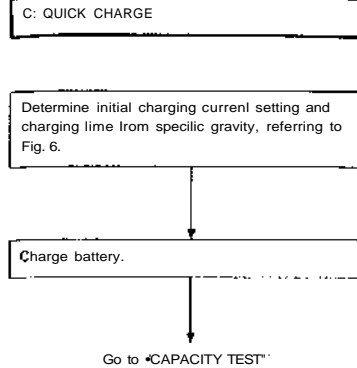 C: QUICK CHARGE
Determine initial charging currenl setting and
charging lime Irom specilic gravity, referring to
Fig. 6.
Charge battery.
Go to •CAPACITY TEST"